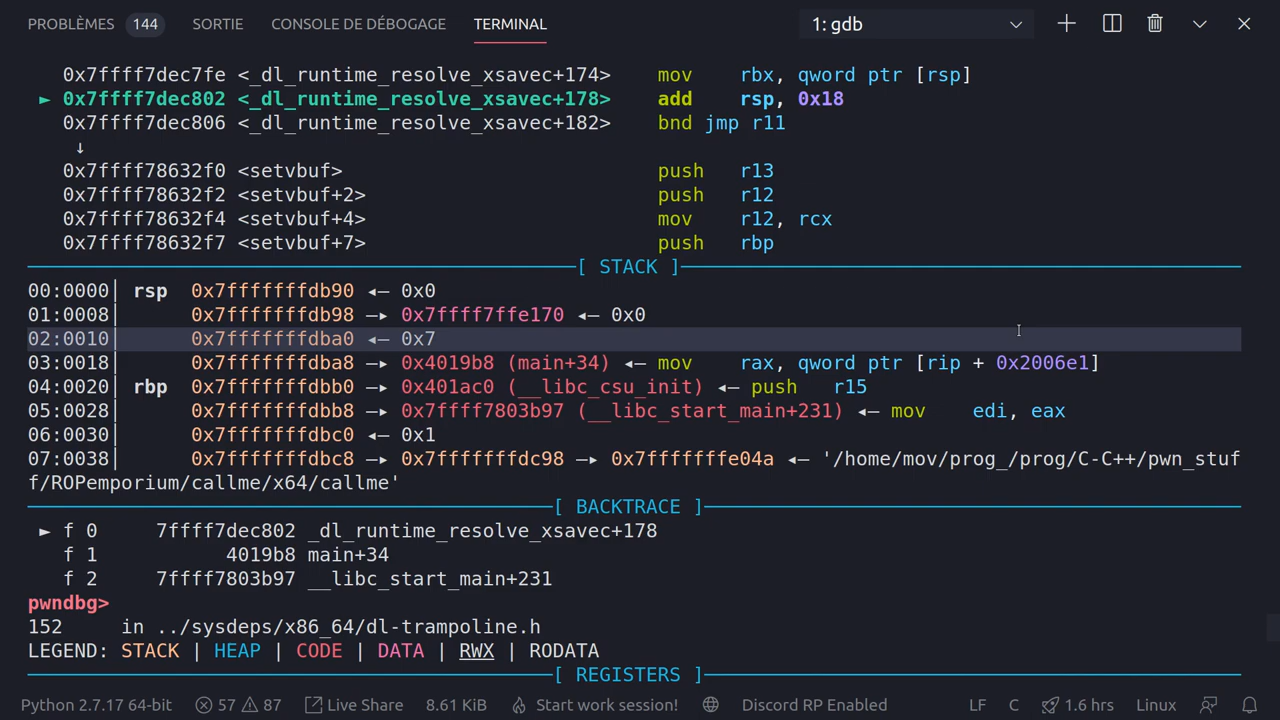 PROBLÈMES 144 SORTIE CONSOLE DE DÉBOGAGE TERMINAL 1: gdb
0x7ffff7dec7fe <_dl_runtime_resolve_xsavec+174> mov rbx, qword ptr [rsp]
► 0x7ffff7dec802 <_dl_runtime_resolve_xsavec+178> add rsp, 0x18
0x7ffff7dec806 <_dl_runtime_resolve_xsavec+182> bnd jmp r11
↓
0x7ffff78632f0 <setvbuf> push r13
0x7ffff78632f2 <setvbuf+2> push r12
0x7ffff78632f4 <setvbuf+4> mov r12, rcx
0x7ffff78632f7 <setvbuf+7> push rbp
[ STACK ]
00:0000│ rsp 0x7fffffffdb90 ◂— 0x0
01:0008│ 0x7fffffffdb98 —▸ 0x7ffff7ffe170 ◂— 0x0
02:0010│ 0x7fffffffdba0 ◂— 0x7
03:0018│ 0x7fffffffdba8 —▸ 0x4019b8 (main+34) ◂— mov rax, qword ptr [rip + 0x2006e1]
04:0020│ rbp 0x7fffffffdbb0 —▸ 0x401ac0 (__libc_csu_init) ◂— push r15
05:0028│ 0x7fffffffdbb8 —▸ 0x7ffff7803b97 (__libc_start_main+231) ◂— mov edi, eax
06:0030│ 0x7fffffffdbc0 ◂— 0x1
07:0038│ 0x7fffffffdbc8 —▸ 0x7fffffffdc98 —▸ 0x7fffffffe04a ◂— '/home/mov/prog_/prog/C-C++/pwn_stuf
f/ROPemporium/callme/x64/callme'
[ BACKTRACE ]
► f 0 7ffff7dec802 _dl_runtime_resolve_xsavec+178
f 1 4019b8 main+34
f 2 7ffff7803b97 __libc_start_main+231
pwndbg>
152 in ../sysdeps/x86_64/dl-trampoline.h
LEGEND: STACK | HEAP | CODE | DATA | RWX | RODATA
[ REGISTERS ]
Python 2.7.17 64-bit 57 87 Live Share 8.61 KiB Start work session! Discord RP Enabled LF C 1.6 hrs Linux